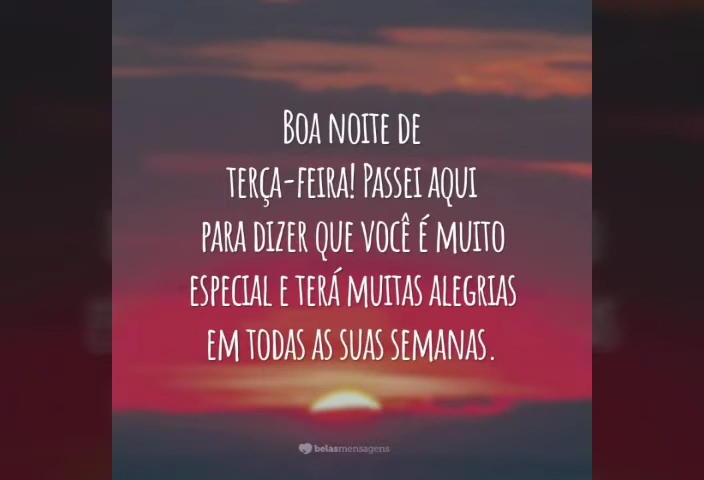 Boa noite de
terça-feira! Passei aqui
para dizer que você é muito
especial e terá muitas alegrias
em todas as suas semanas.
belasmensagens